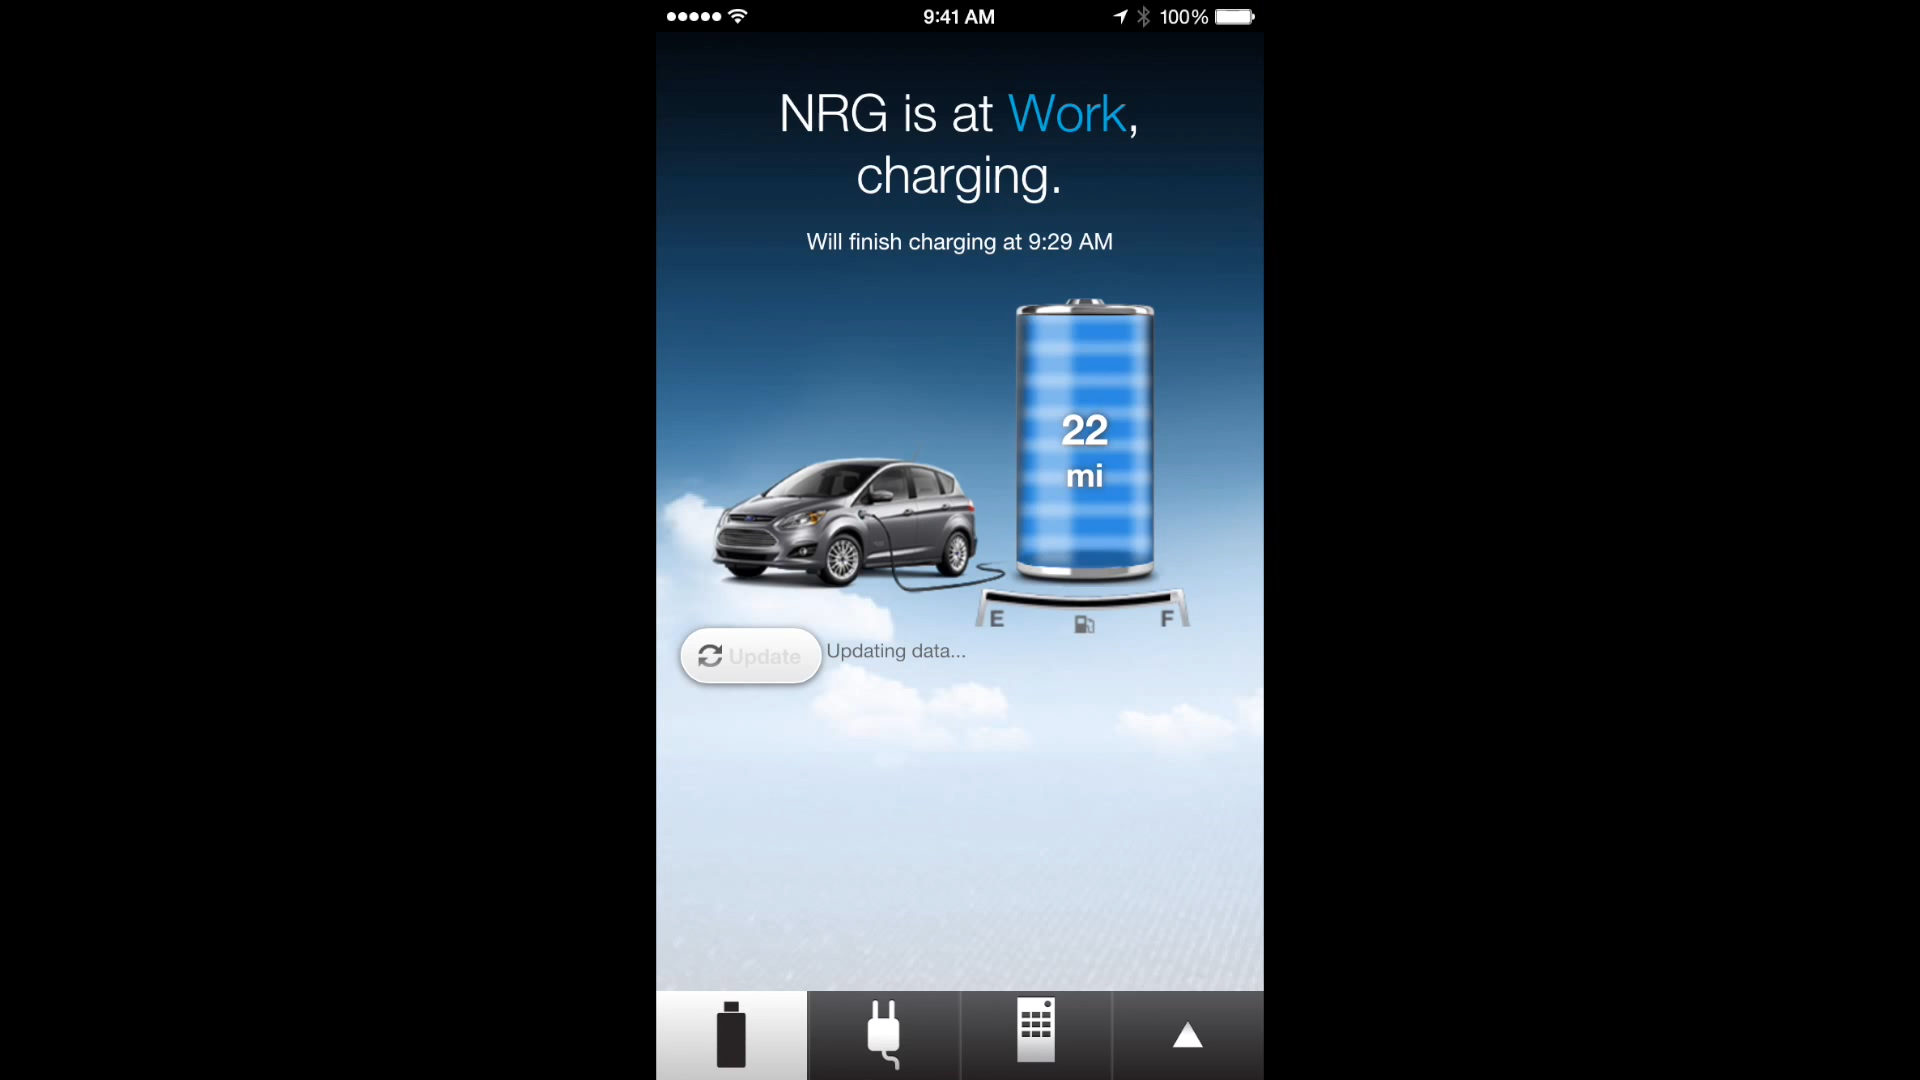 9:41 AM
100%
NRG is at Work,
charging.
Will finish charging at 9:29 AM
22
mi
E
F
Update
Updating data...